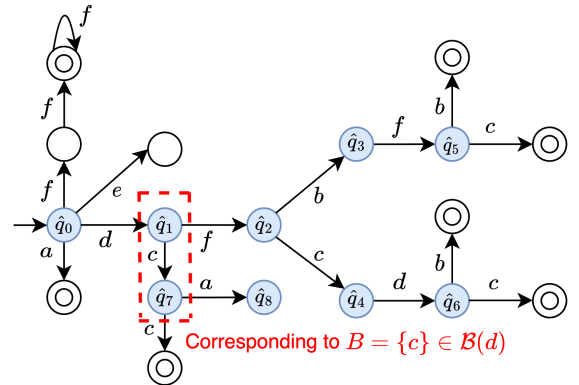 f
f
b
c
q̂₃ f q̂₅
f e
b c
a q̂₀ d q̂₁ f q̂₂
c c d b c
q̂₇ a q̂₈ q̂₄ q̂₆
c
Corresponding to B = {c} ∈ 𝓑(d)